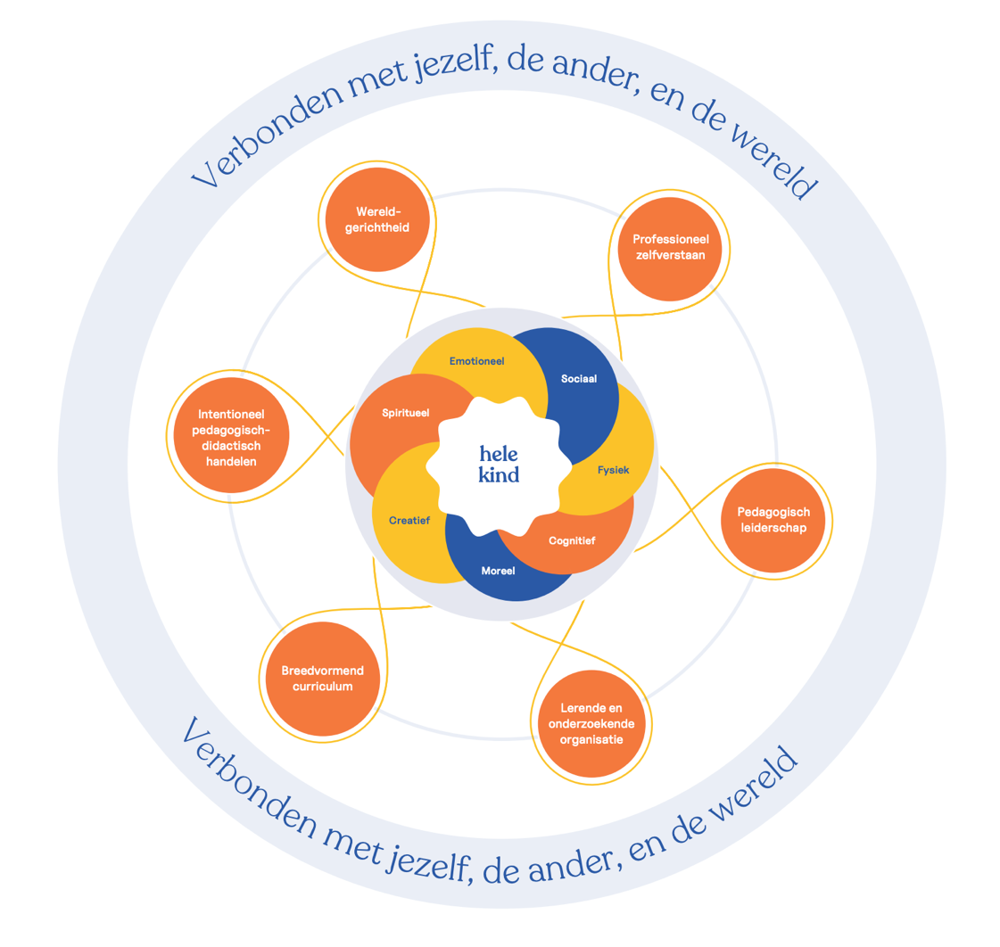 Verbonden met jezelf, de ander, en de wereld
Wereld-
gerichtheid
Professioneel
zelfverstaan
Emotioneel
Sociaal
Spiritueel
Intentioneel
pedagogisch-
didactisch
handelen
hele
kind
Fysiek
Pedagogisch
leiderschap
Creatief
Cognitief
Moreel
Breedvormend
curriculum
Lerende en
onderzoekende
organisatie
Verbonden met jezelf, de ander, en de wereld